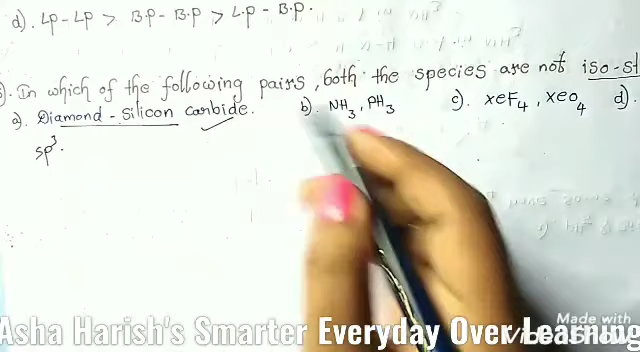 d). Lp - Lp > B.p - B.p > L.p - B.p.
). In which of the following pairs, both the species are not iso-st
a). Diamond - Silicon carbide. b). NH3, PH3 c). XeF4, XeO4 d).
sp3.
Asha Harish's Smarter Everyday Over Learning
Made with
VideoShow